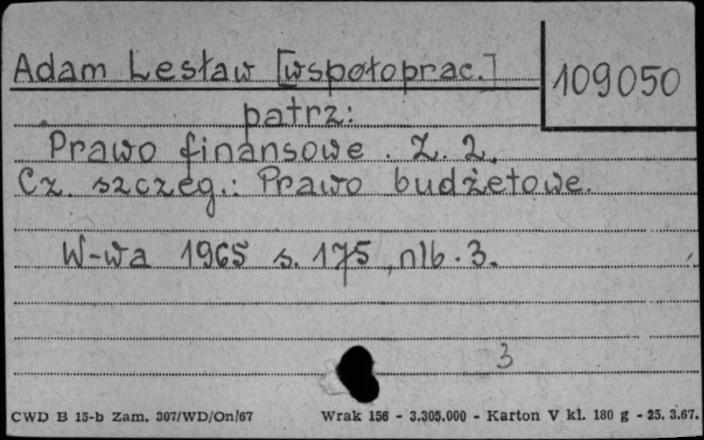 Adam Lesław [współoprac.] 109050
patrz:
Prawo finansowe. Z. 2.
Cz. szczeg.: Prawo budżetowe.
W-wa 1965 s. 175, nlb. 3.
3
CWD B 15-b Zam. 307/WD/On/67 Wrak 156 - 3.305.000 - Karton V kl. 180 g - 25. 3.67.